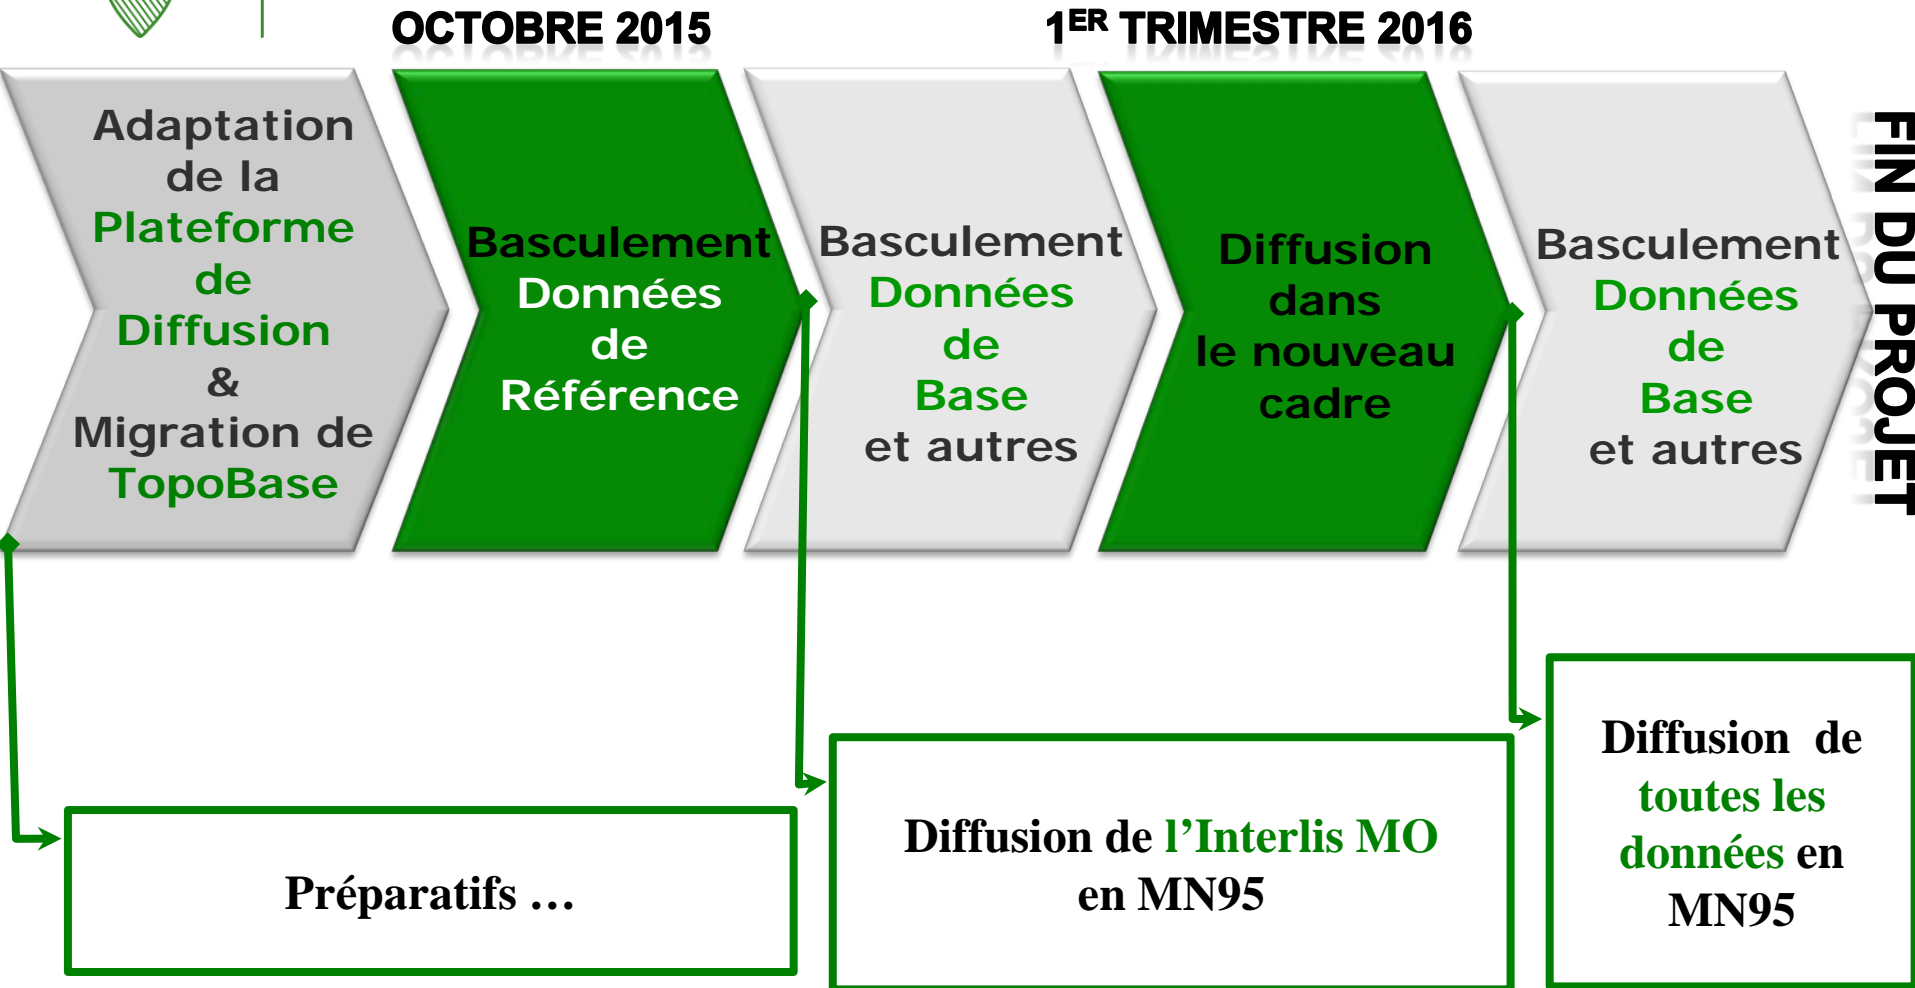 OCTOBRE 2015
1ER TRIMESTRE 2016
Adaptation
de la
Plateforme
de
Diffusion
&
Migration de
TopoBase
Basculement
Données
de
Référence
Basculement
Données
de
Base
et autres
Diffusion
dans
le nouveau
cadre
Basculement
Données
de
Base
et autres
FIN DU PROJET
Préparatifs …
Diffusion de l’Interlis MO
en MN95
Diffusion de
toutes les
données en
MN95